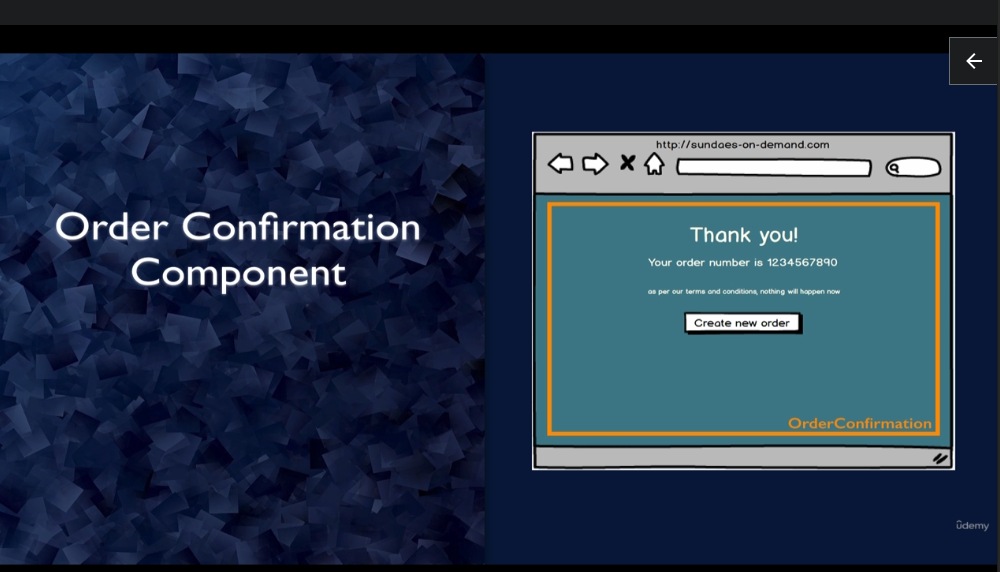 Order Confirmation
Component
http://sundaes-on-demand.com
Thank you!
Your order number is 1234567890
as per our terms and conditions, nothing will happen now
Create new order
OrderConfirmation
ûdemy